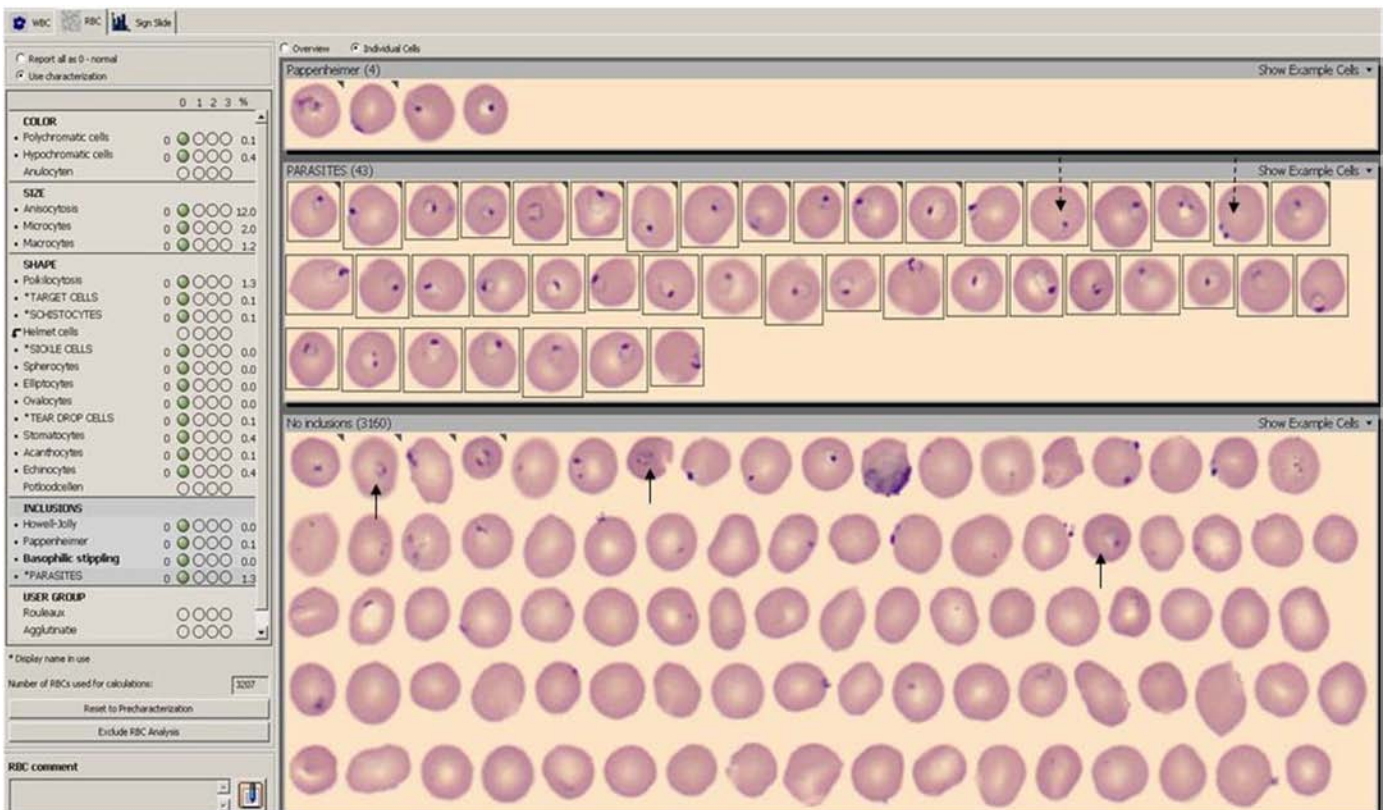 WBC RBC Sign Slide
Report all as 0 - normal
Use characterization
0 1 2 3 %
COLOR
Polychromatic cells 0 0.1
Hypochromatic cells 0 0.4
Anulocyten
SIZE
Anisocytosis 0 12.0
Microcytes 0 2.0
Macrocytes 0 1.2
SHAPE
Poikilocytosis 0 1.3
*TARGET CELLS 0 0.1
*SCHISTOCYTES 0 0.1
Helmet cells
*SICKLE CELLS 0 0.0
Spherocytes 0 0.0
Elliptocytes 0 0.0
Ovalocytes 0 0.0
*TEAR DROP CELLS 0 0.1
Stomatocytes 0 0.4
Acanthocytes 0 0.1
Echinocytes 0 0.4
Potloodcellen
INCLUSIONS
Howell-Jolly 0 0.0
Pappenheimer 0 0.1
Basophilic stippling 0 0.0
*PARASITES 0 1.3
USER GROUP
Rouleaux
Agglutinatie
* Display name in use
Number of RBCs used for calculations: 3207
Reset to Precharacterization
Exclude RBC Analysis
RBC comment
Overview Individual Cells
Pappenheimer (4) Show Example Cells
PARASITES (43) Show Example Cells
No inclusions (3160) Show Example Cells